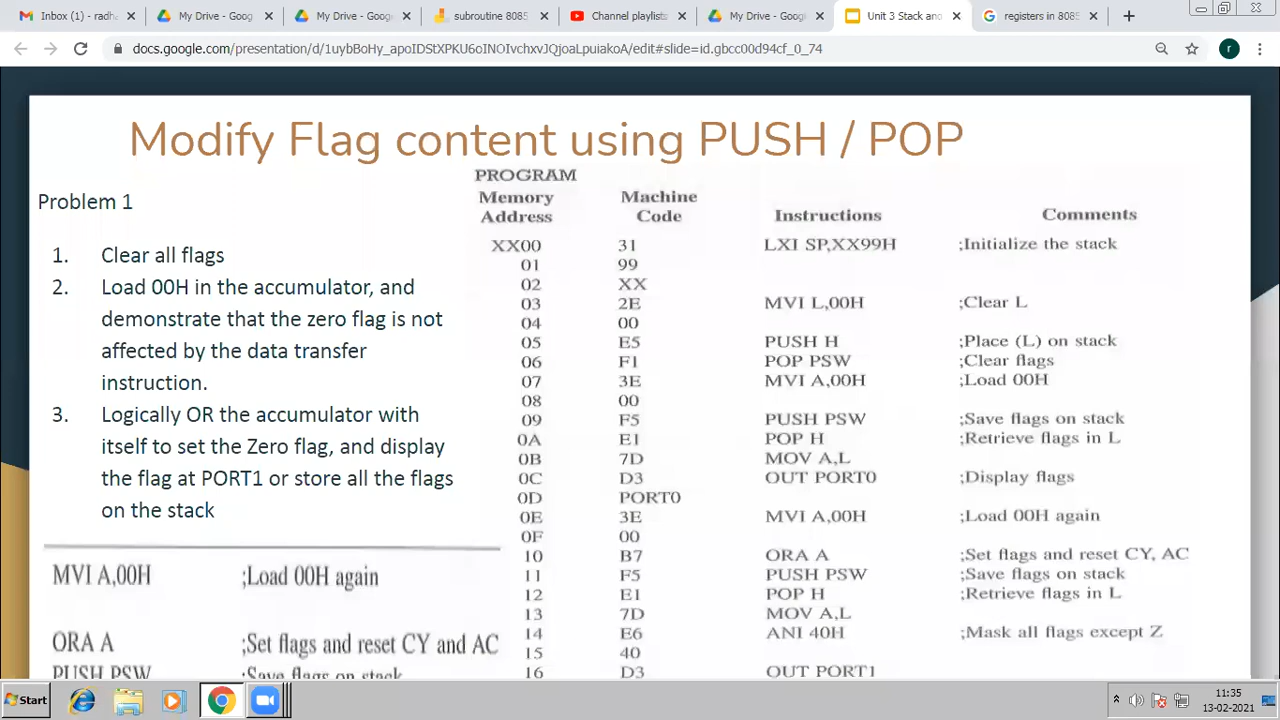 Inbox (1) - radh
My Drive - Goog
My Drive - Goog
subroutine 8085
Channel playlists
My Drive - Goog
Unit 3 Stack and
registers in 8085
docs.google.com/presentation/d/1uybBoHy_apoIDStXPKU6oINOIvchxvJQjoaLpuiakoA/edit#slide=id.gbcc00d94cf_0_74
r
Modify Flag content using PUSH / POP
Problem 1
1. Clear all flags
2. Load 00H in the accumulator, and
demonstrate that the zero flag is not
affected by the data transfer
instruction.
3. Logically OR the accumulator with
itself to set the Zero flag, and display
the flag at PORT1 or store all the flags
on the stack
MVI A,00H ;Load 00H again
ORA A ;Set flags and reset CY and AC
PUSH PSW ;Save flags on stack
PROGRAM
Memory Machine
Address Code Instructions Comments
XX00 31 LXI SP,XX99H ;Initialize the stack
01 99
02 XX
03 2E MVI L,00H ;Clear L
04 00
05 E5 PUSH H ;Place (L) on stack
06 F1 POP PSW ;Clear flags
07 3E MVI A,00H ;Load 00H
08 00
09 F5 PUSH PSW ;Save flags on stack
0A E1 POP H ;Retrieve flags in L
0B 7D MOV A,L
0C D3 OUT PORT0 ;Display flags
0D PORT0
0E 3E MVI A,00H ;Load 00H again
0F 00
10 B7 ORA A ;Set flags and reset CY, AC
11 F5 PUSH PSW ;Save flags on stack
12 E1 POP H ;Retrieve flags in L
13 7D MOV A,L
14 E6 ANI 40H ;Mask all flags except Z
15 40
16 D3 OUT PORT1
Start
11:35
13-02-2021